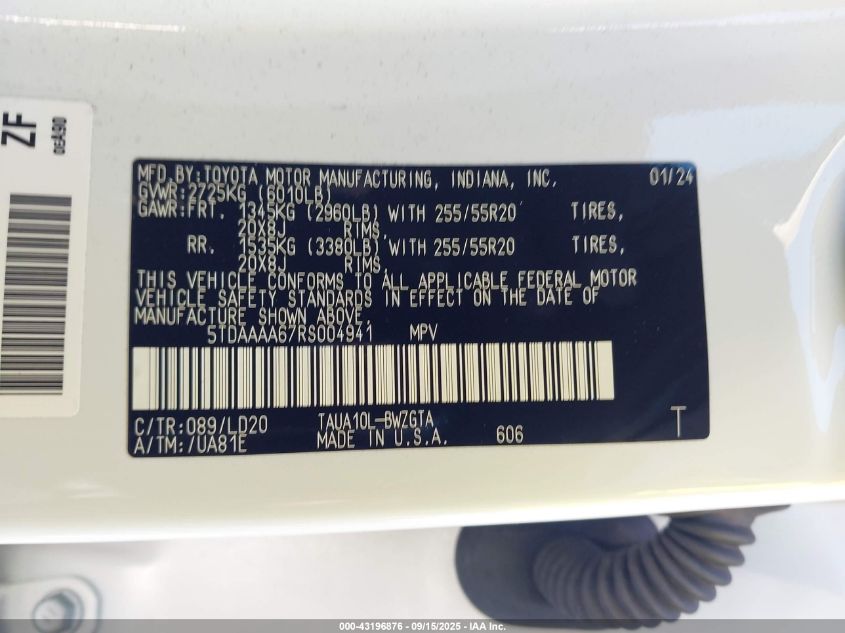 ZF
06A90
MFD.BY:TOYOTA MOTOR MANUFACTURING, INDIANA, INC. 01/24
GVWR:2725KG (6010LB)
GAWR:FRT. 1345KG (2960LB) WITH 255/55R20 TIRES,
20X8J RIMS,
RR. 1535KG (3380LB) WITH 255/55R20 TIRES,
20X8J RIMS,
THIS VEHICLE CONFORMS TO ALL APPLICABLE FEDERAL MOTOR
VEHICLE SAFETY STANDARDS IN EFFECT ON THE DATE OF
MANUFACTURE SHOWN ABOVE.
5TDAAAA67RS004941 MPV
C/TR:089/LD20 TAUA10L-BWZGTA
A/TM:/UA81E MADE IN U.S.A. 606 T
000-43196876 - 09/15/2025 - IAA Inc.